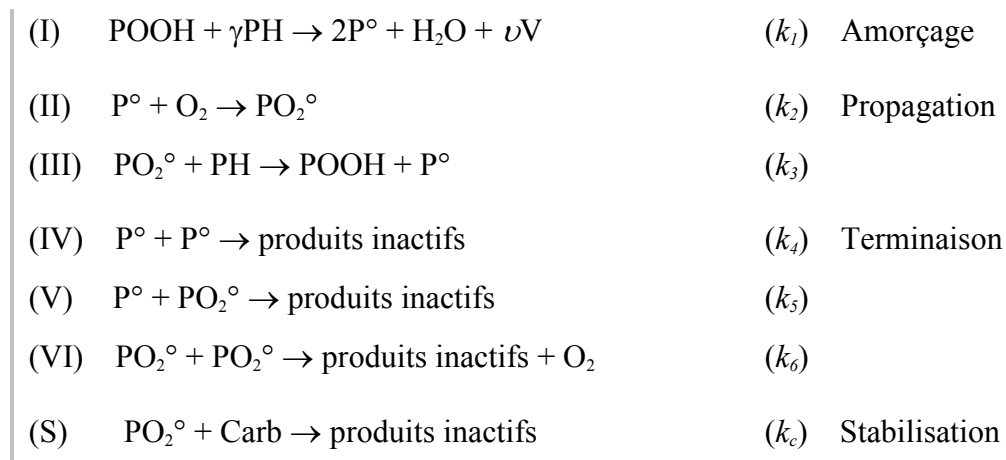 (I) POOH + γPH → 2P° + H₂O + υV (k₁) Amorçage
(II) P° + O₂ → PO₂° (k₂) Propagation
(III) PO₂° + PH → POOH + P° (k₃)
(IV) P° + P° → produits inactifs (k₄) Terminaison
(V) P° + PO₂° → produits inactifs (k₅)
(VI) PO₂° + PO₂° → produits inactifs + O₂ (k₆)
(S) PO₂° + Carb → produits inactifs (k_c) Stabilisation